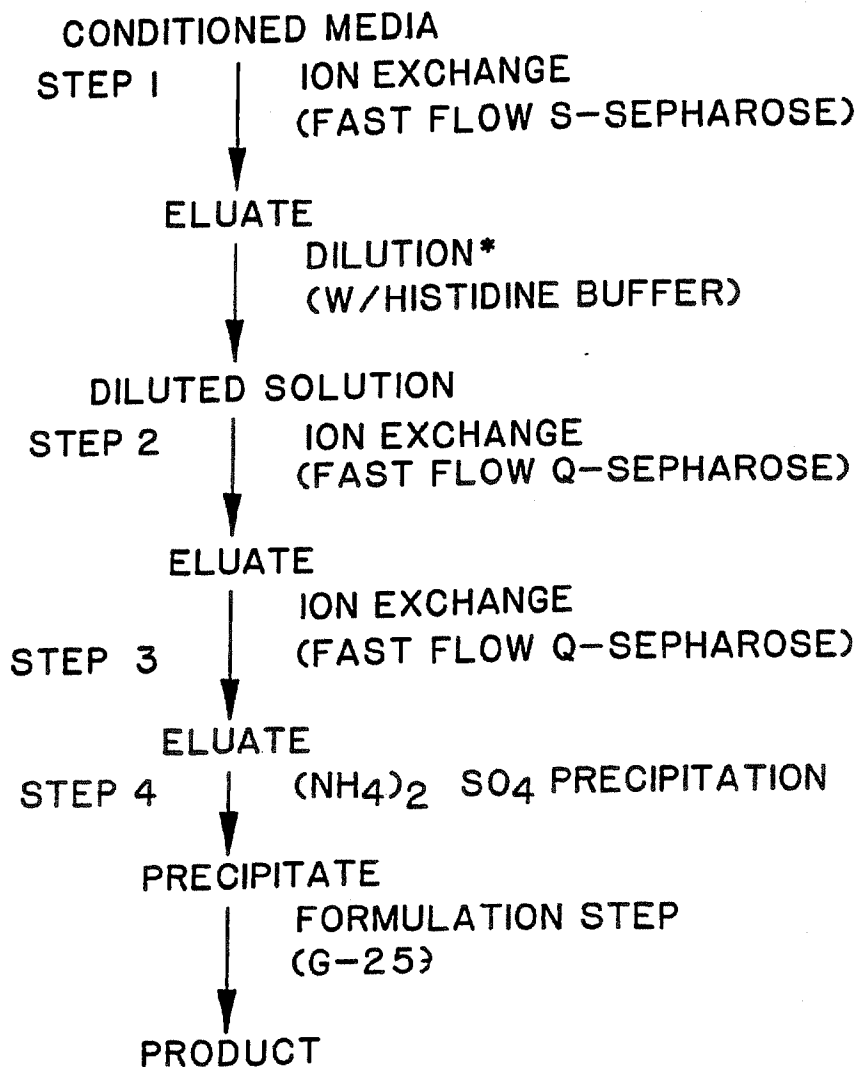 CONDITIONED MEDIA
STEP 1 ION EXCHANGE
(FAST FLOW S-SEPHAROSE)
ELUATE
DILUTION*
(W/HISTIDINE BUFFER)
DILUTED SOLUTION
STEP 2 ION EXCHANGE
(FAST FLOW Q-SEPHAROSE)
ELUATE
ION EXCHANGE
STEP 3 (FAST FLOW Q-SEPHAROSE)
ELUATE
STEP 4 (NH4)2 SO4 PRECIPITATION
PRECIPITATE
FORMULATION STEP
(G-25)
PRODUCT